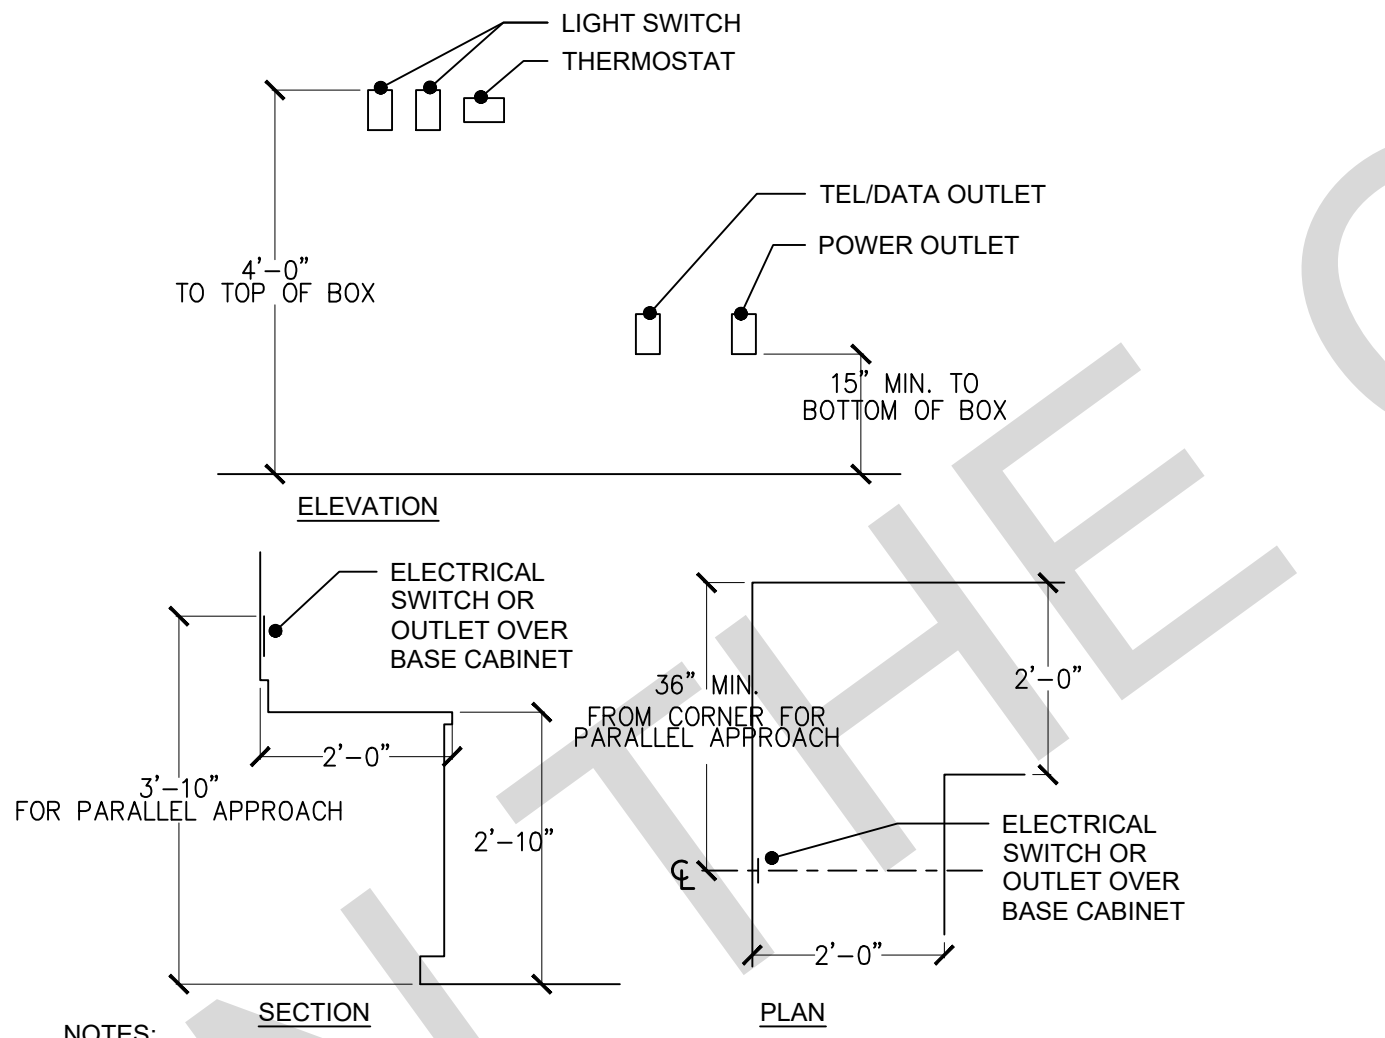 LIGHT SWITCH
THERMOSTAT
TEL/DATA OUTLET
POWER OUTLET
4'-0"
TO TOP OF BOX
15" MIN. TO
BOTTOM OF BOX
ELEVATION
ELECTRICAL
SWITCH OR
OUTLET OVER
BASE CABINET
36" MIN.
FROM CORNER FOR
PARALLEL APPROACH
2'-0"
2'-0"
3'-10"
FOR PARALLEL APPROACH
2'-10"
ELECTRICAL
SWITCH OR
OUTLET OVER
BASE CABINET
CL
2'-0"
SECTION
PLAN
NOTES:
THE